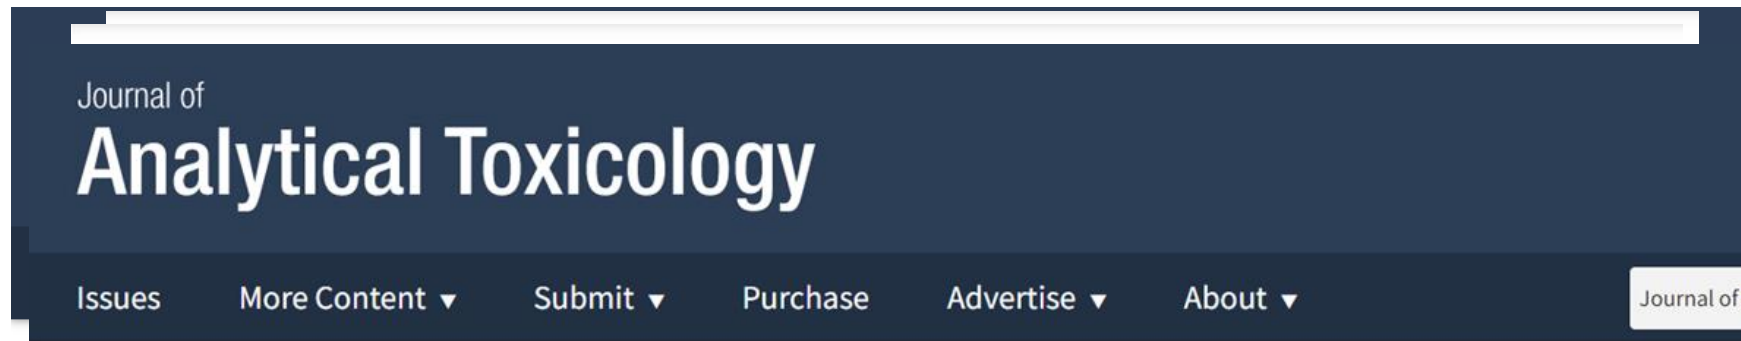 Journal of
Analytical Toxicology
Issues More Content ▼ Submit ▼ Purchase Advertise ▼ About ▼ Journal of